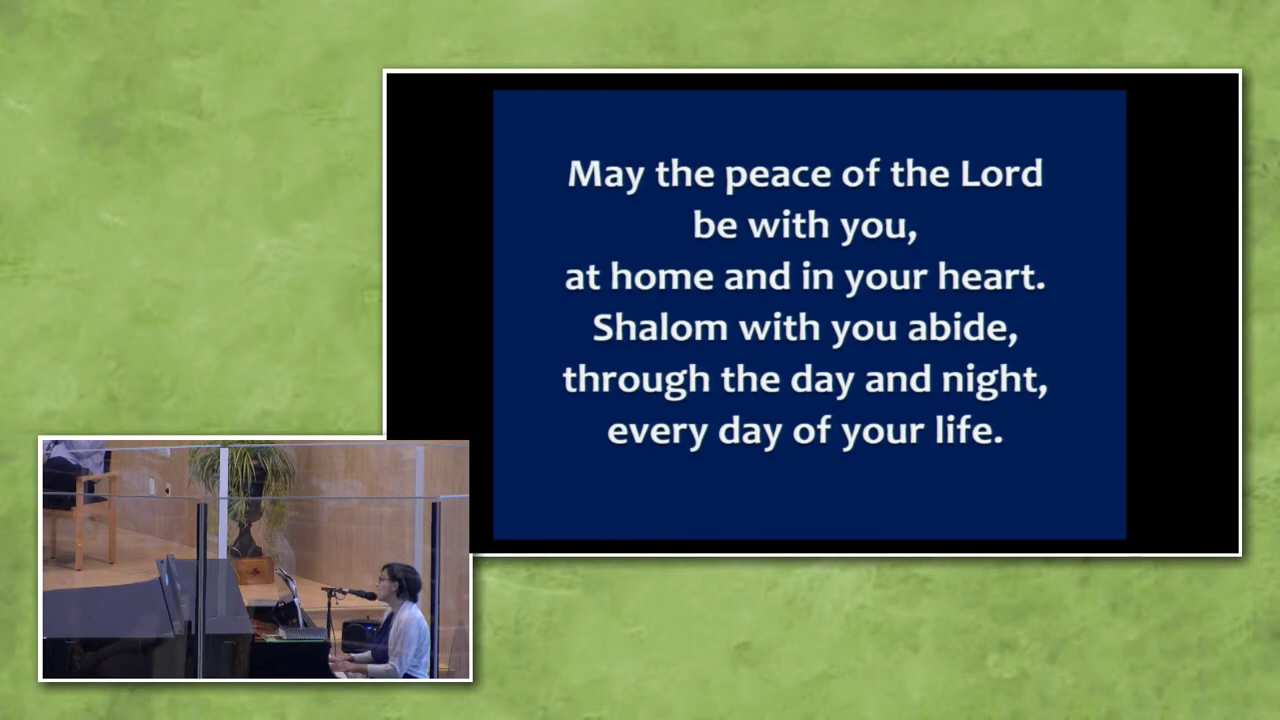 May the peace of the Lord
be with you,
at home and in your heart.
Shalom with you abide,
through the day and night,
every day of your life.